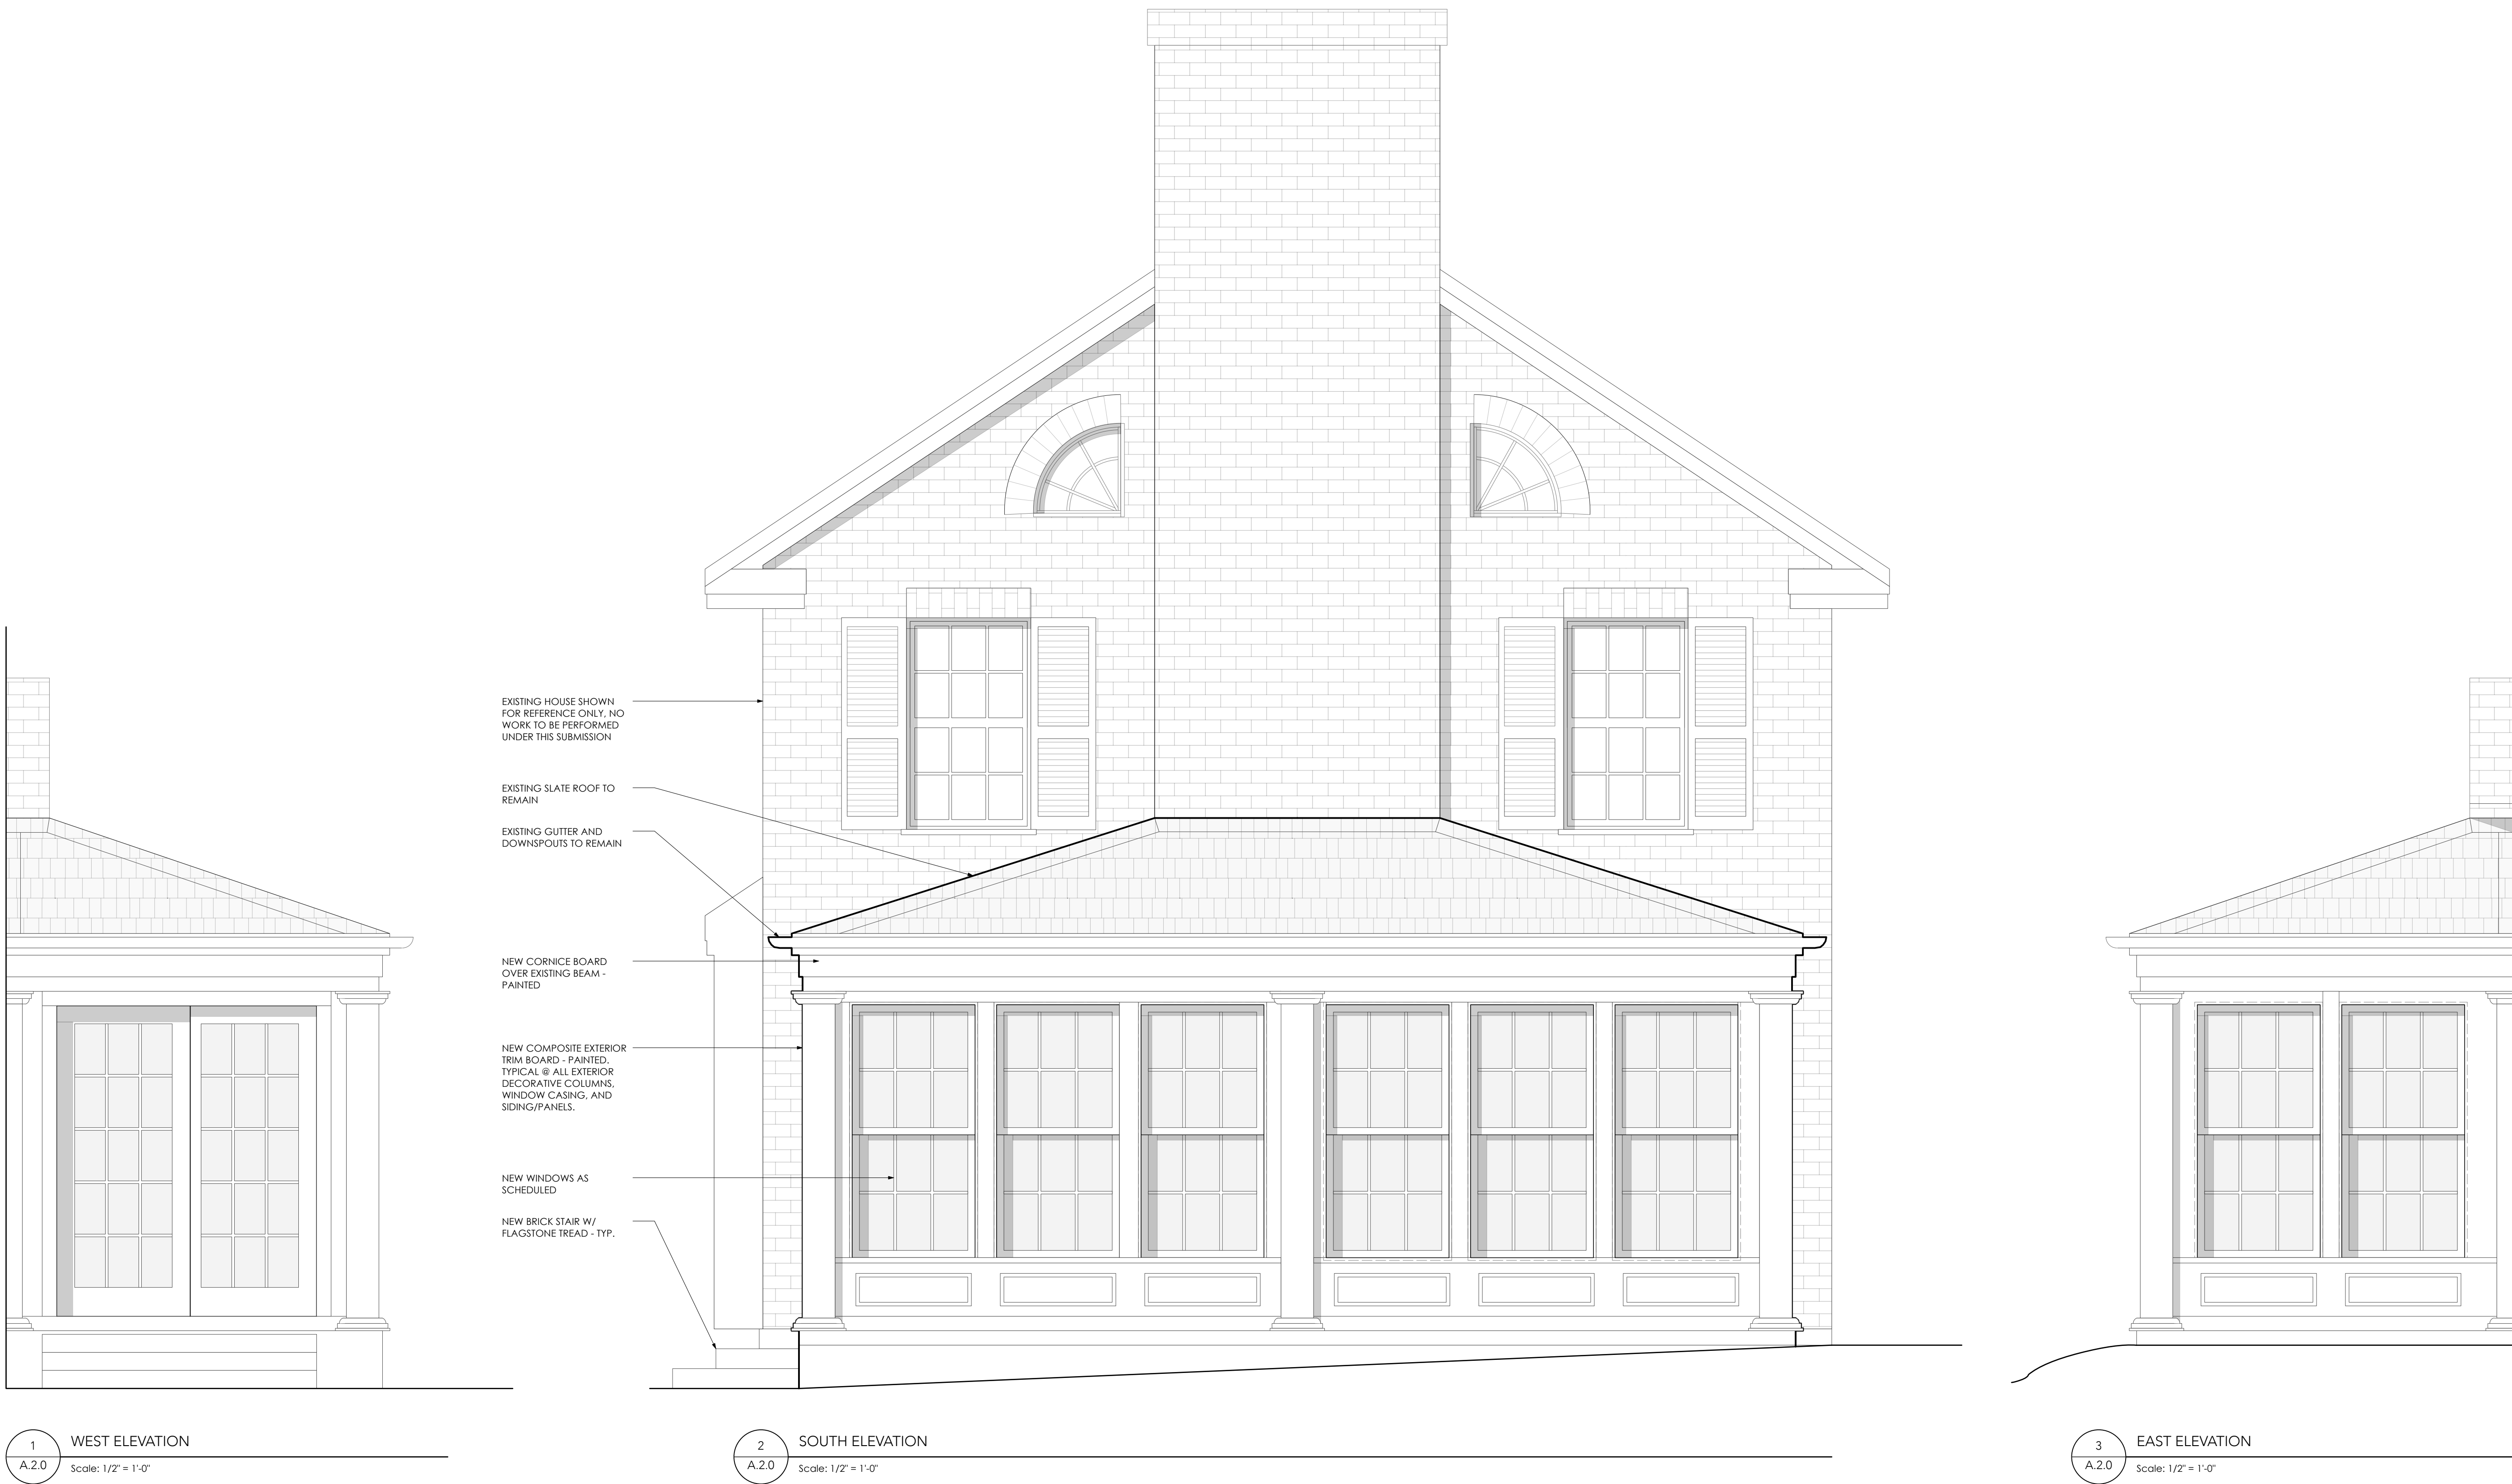 EXISTING HOUSE SHOWN
FOR REFERENCE ONLY, NO
WORK TO BE PERFORMED
UNDER THIS SUBMISSION
EXISTING SLATE ROOF TO
REMAIN
EXISTING GUTTER AND
DOWNSPOUTS TO REMAIN
NEW CORNICE BOARD
OVER EXISTING BEAM -
PAINTED
NEW COMPOSITE EXTERIOR
TRIM BOARD - PAINTED.
TYPICAL @ ALL EXTERIOR
DECORATIVE COLUMNS,
WINDOW CASING, AND
SIDING/PANELS.
NEW WINDOWS AS
SCHEDULED
NEW BRICK STAIR W/
FLAGSTONE TREAD - TYP.
1
A.2.0
WEST ELEVATION
Scale: 1/2" = 1'-0"
2
A.2.0
SOUTH ELEVATION
Scale: 1/2" = 1'-0"
3
A.2.0
EAST ELEVATION
Scale: 1/2" = 1'-0"